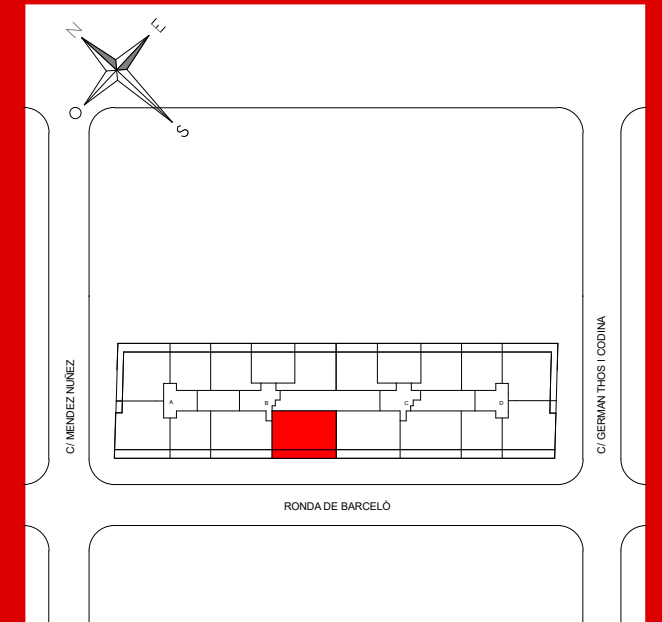 N
E
O
S
C/ MENDEZ NUÑEZ
A
B
C
D
C/ GERMAN THOS I CODINA
RONDA DE BARCELÒ